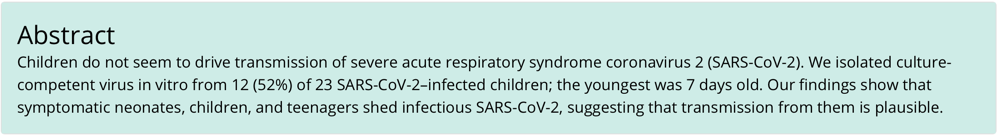 Abstract
Children do not seem to drive transmission of severe acute respiratory syndrome coronavirus 2 (SARS-CoV-2). We isolated culture-
competent virus in vitro from 12 (52%) of 23 SARS-CoV-2–infected children; the youngest was 7 days old. Our findings show that
symptomatic neonates, children, and teenagers shed infectious SARS-CoV-2, suggesting that transmission from them is plausible.